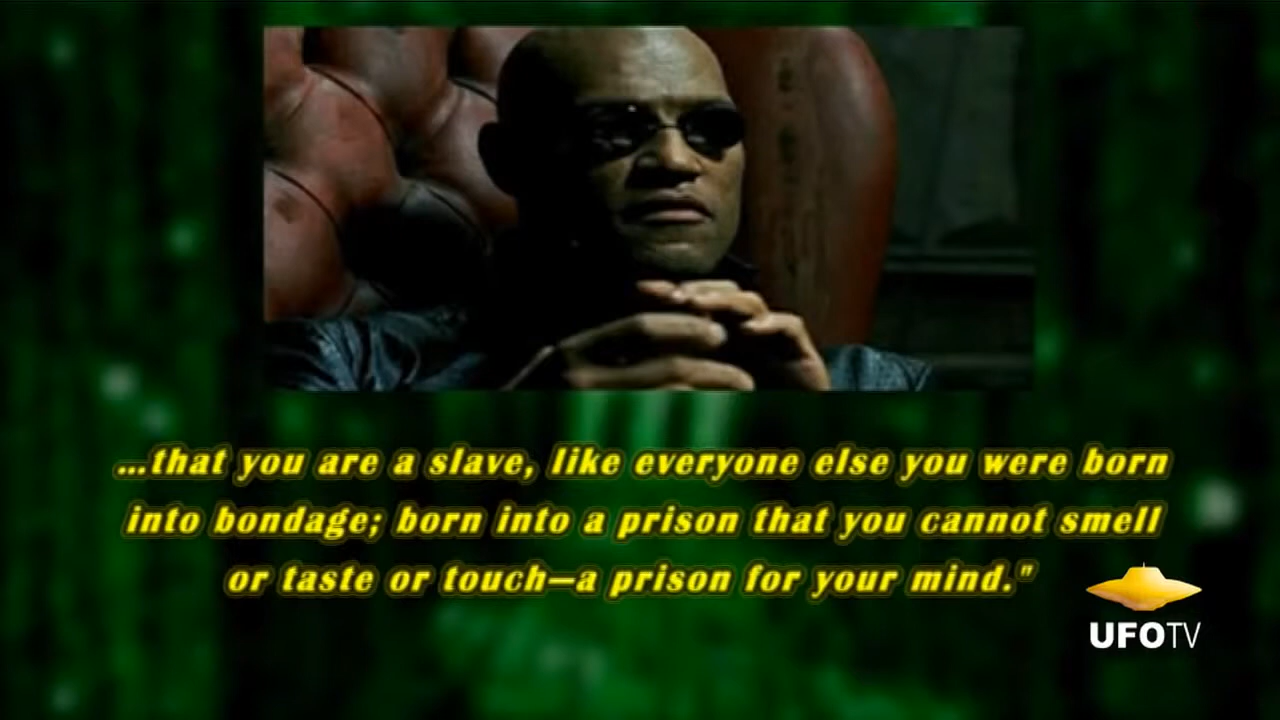 ...that you are a slave, like everyone else you were born
into bondage; born into a prison that you cannot smell
or taste or touch—a prison for your mind."
UFOTV